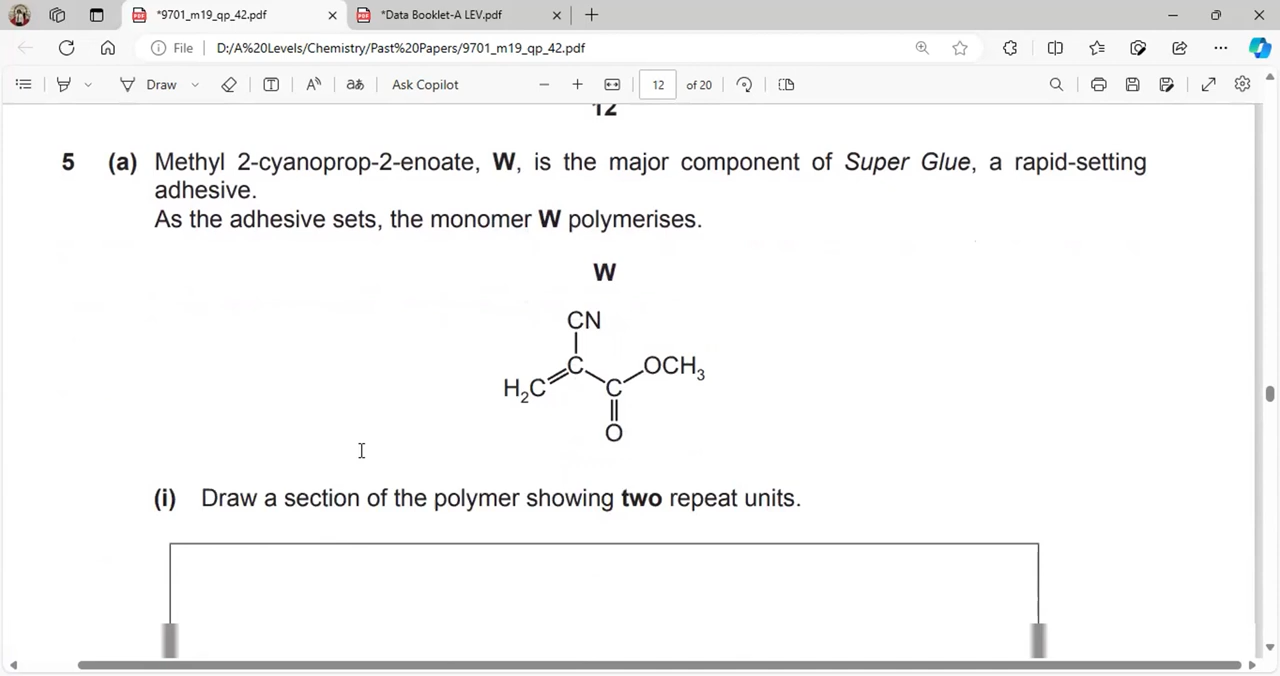 *9701_m19_qp_42.pdf
*Data Booklet-A LEV.pdf
File D:/A%20Levels/Chemistry/Past%20Papers/9701_m19_qp_42.pdf
Draw
aあ
Ask Copilot
12 of 20
12
5 (a) Methyl 2-cyanoprop-2-enoate, W, is the major component of Super Glue, a rapid-setting
adhesive.
As the adhesive sets, the monomer W polymerises.
W
CN
C OCH3
H2C C
O
(i) Draw a section of the polymer showing two repeat units.